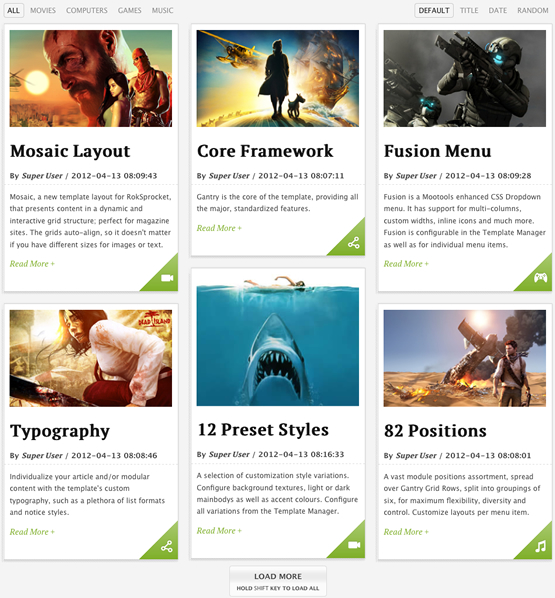 ALL MOVIES COMPUTERS GAMES MUSIC
DEFAULT TITLE DATE RANDOM
Mosaic Layout
By Super User / 2012-04-13 08:09:43
Mosaic, a new template layout for RokSprocket,
that presents content in a dynamic and
interactive grid structure; perfect for magazine
sites. The grids auto-align, so it doesn't matter
if you have different sizes for images or text.
Read More +
Core Framework
By Super User / 2012-04-13 08:07:11
Gantry is the core of the template, providing all
the major, standardized features.
Read More +
Fusion Menu
By Super User / 2012-04-13 08:09:28
Fusion is a Mootools enhanced CSS Dropdown
menu. It has support for multi-columns,
custom widths, inline icons and much more.
Fusion is configurable in the Template Manager
as well as for individual menu items.
Read More +
DEAD ISLAND
Typography
By Super User / 2012-04-13 08:08:46
Individualize your article and/or modular
content with the template's custom
typography, such as a plethora of list formats
and notice styles.
Read More +
12 Preset Styles
By Super User / 2012-04-13 08:16:33
A selection of customization style variations.
Configure background textures, light or dark
mainbodys as well as accent colours. Configure
all variations from the Template Manager.
Read More +
82 Positions
By Super User / 2012-04-13 08:08:01
A vast module positions assortment, spread
over Gantry Grid Rows, split into groupings of
six, for maximum flexibility, diversity and
control. Customize layouts per menu item.
Read More +
LOAD MORE
HOLD SHIFT KEY TO LOAD ALL